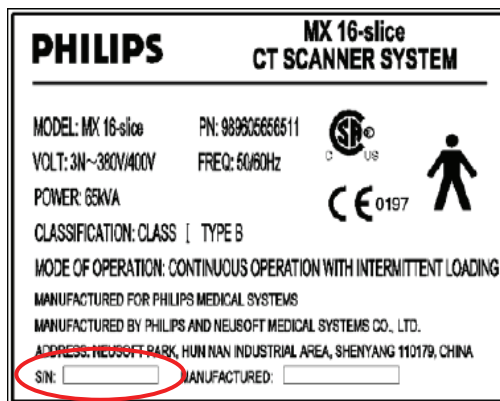 PHILIPS
MX 16-slice
CT SCANNER SYSTEM
MODEL: MX 16-slice PN: 989605656511
VOLT: 3N~380V/400V FREQ: 50/60Hz
POWER: 65kVA
SA ®
C US
CE 0197
CLASSIFICATION: CLASS I TYPE B
MODE OF OPERATION: CONTINUOUS OPERATION WITH INTERMITTENT LOADING
MANUFACTURED FOR PHILIPS MEDICAL SYSTEMS
MANUFACTURED BY PHILIPS AND NEUSOFT MEDICAL SYSTEMS CO., LTD.
ADDRESS: NEUSOFT PARK, HUN NAN INDUSTRIAL AREA, SHENYANG 110179, CHINA
S/N: MANUFACTURED: